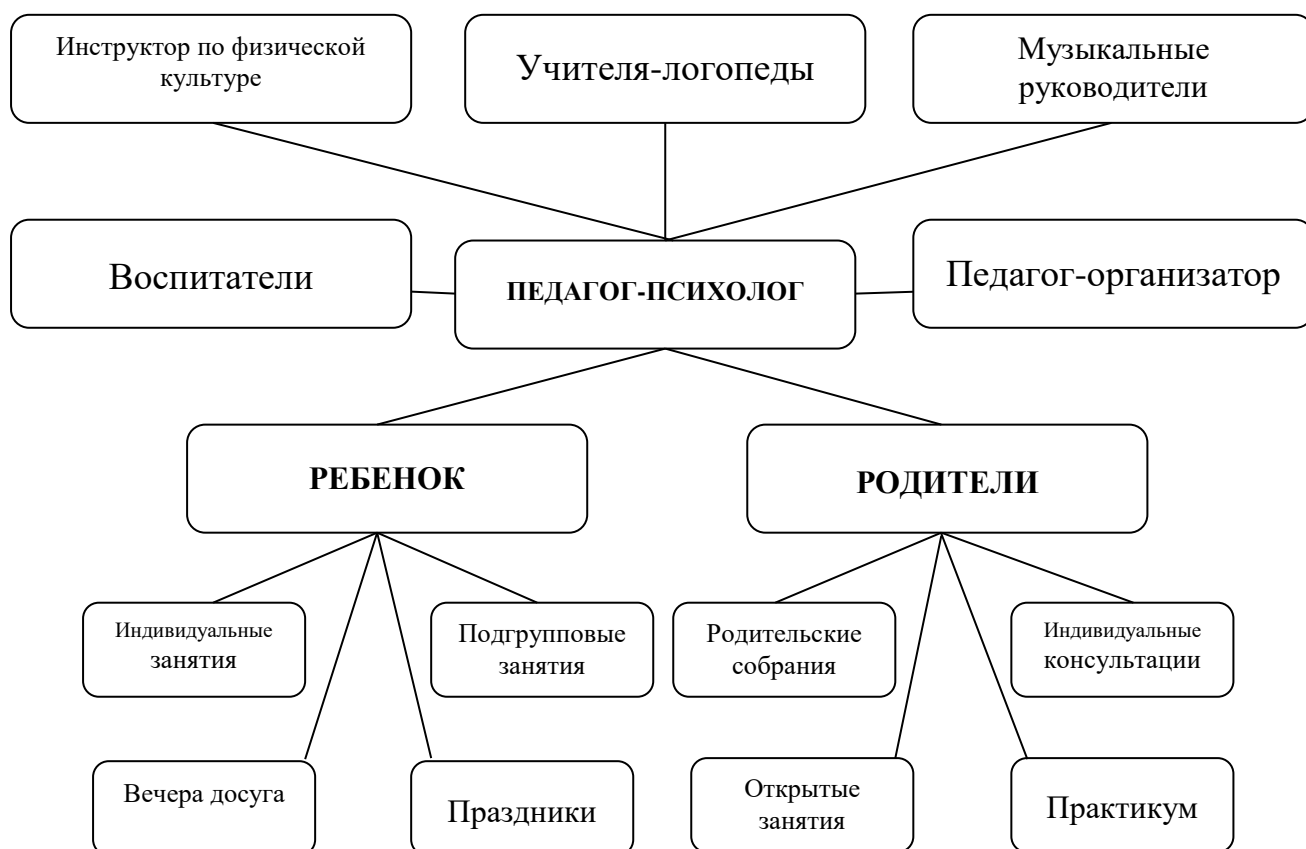 Инструктор по физической
культуре
Учителя-логопеды
Музыкальные
руководители
Воспитатели
ПЕДАГОГ-ПСИХОЛОГ
Педагог-организатор
РЕБЕНОК
РОДИТЕЛИ
Индивидуальные
занятия
Подгрупповые
занятия
Родительские
собрания
Индивидуальные
консультации
Вечера досуга
Праздники
Открытые
занятия
Практикум